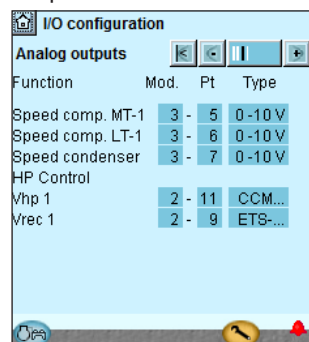 I/O configuration
Analog outputs
Function Mod. Pt Type
Speed comp. MT-1 3 - 5 0-10 V
Speed comp. LT-1 3 - 6 0-10 V
Speed condenser 3 - 7 0-10 V
HP Control
Vhp 1 2 - 11 CCM...
Vrec 1 2 - 9 ETS-...